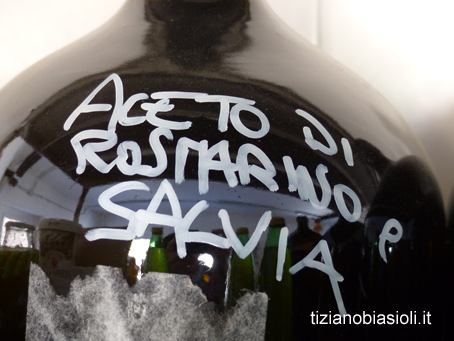 ACETO DI
ROSMARINO e
SALVIA
tizianobiasioli.it